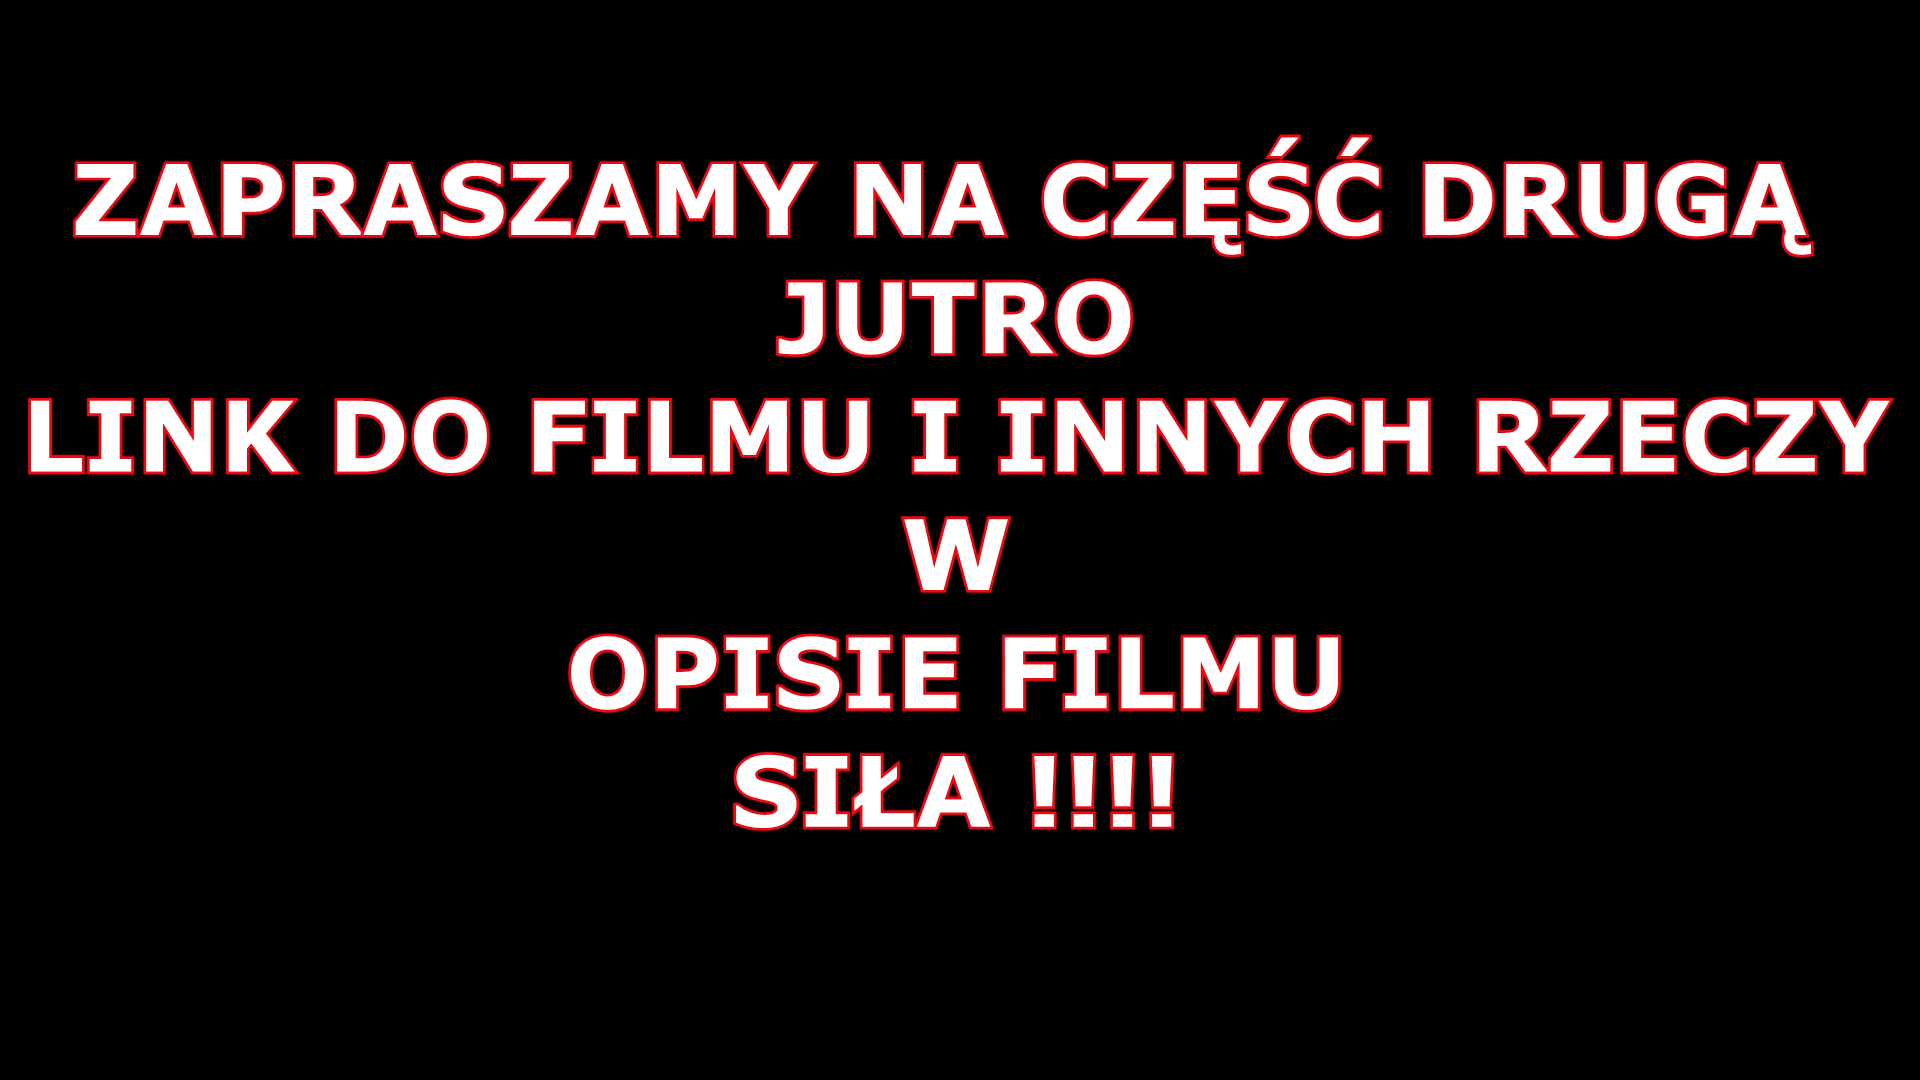 ZAPRASZAMY NA CZĘŚĆ DRUGĄ
JUTRO
LINK DO FILMU I INNYCH RZECZY
W
OPISIE FILMU
SIŁA !!!!